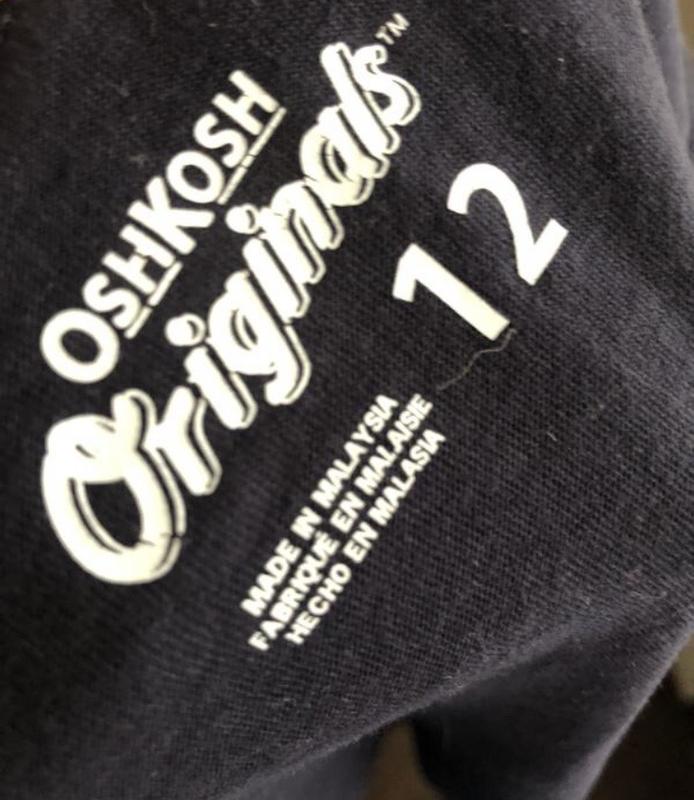 OSHKOSH
Originals™
12
MADE IN MALAYSIA
FABRIQUÉ EN MALAISIE
HECHO EN MALASIA